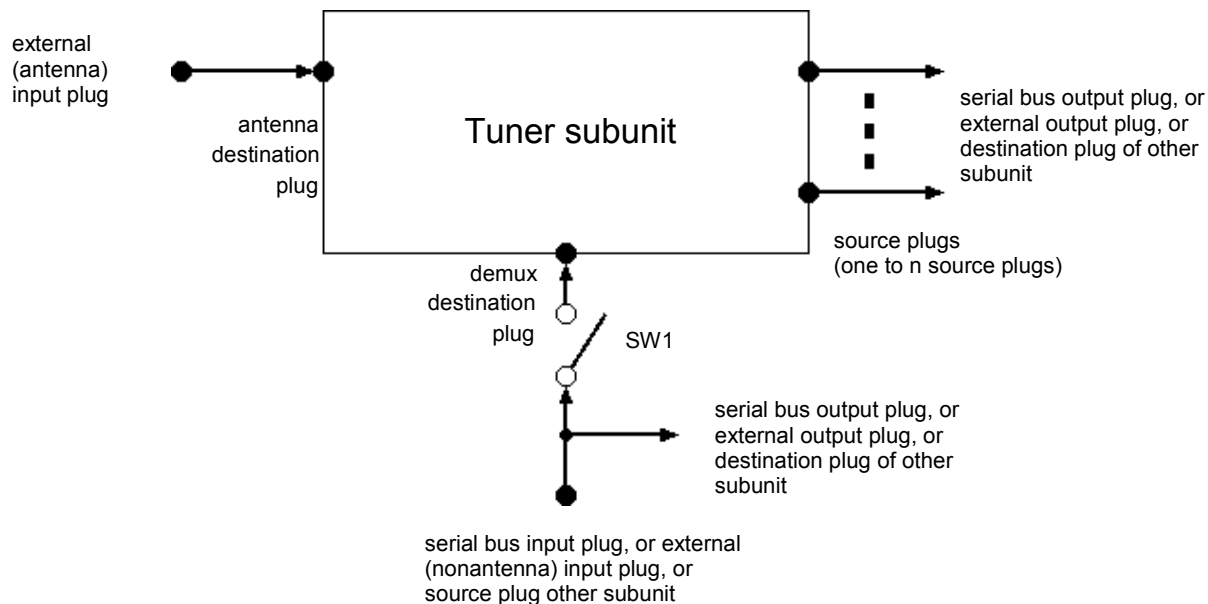 external
(antenna)
input plug
antenna
destination
plug
Tuner subunit
serial bus output plug, or
external output plug, or
destination plug of other
subunit
source plugs
(one to n source plugs)
demux
destination
plug
SW1
serial bus output plug, or
external output plug, or
destination plug of other
subunit
serial bus input plug, or external
(nonantenna) input plug, or
source plug other subunit